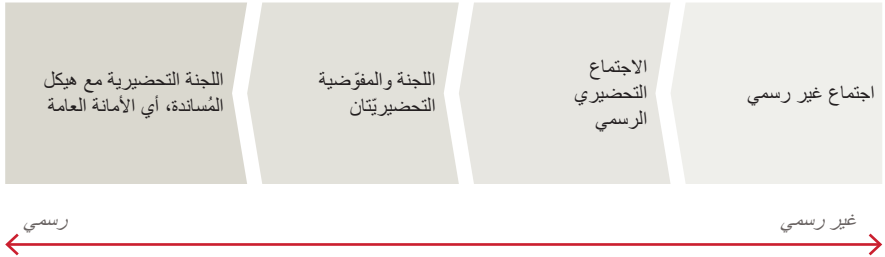 اجتماع غير رسمي
الاجتماع
التحضيري
الرسمي
اللجنة والمفوّضية
التحضيريّتان
اللجنة التحضيرية مع هيكل
المُساندة، أي الأمانة العامة
غير رسمي
رسمي